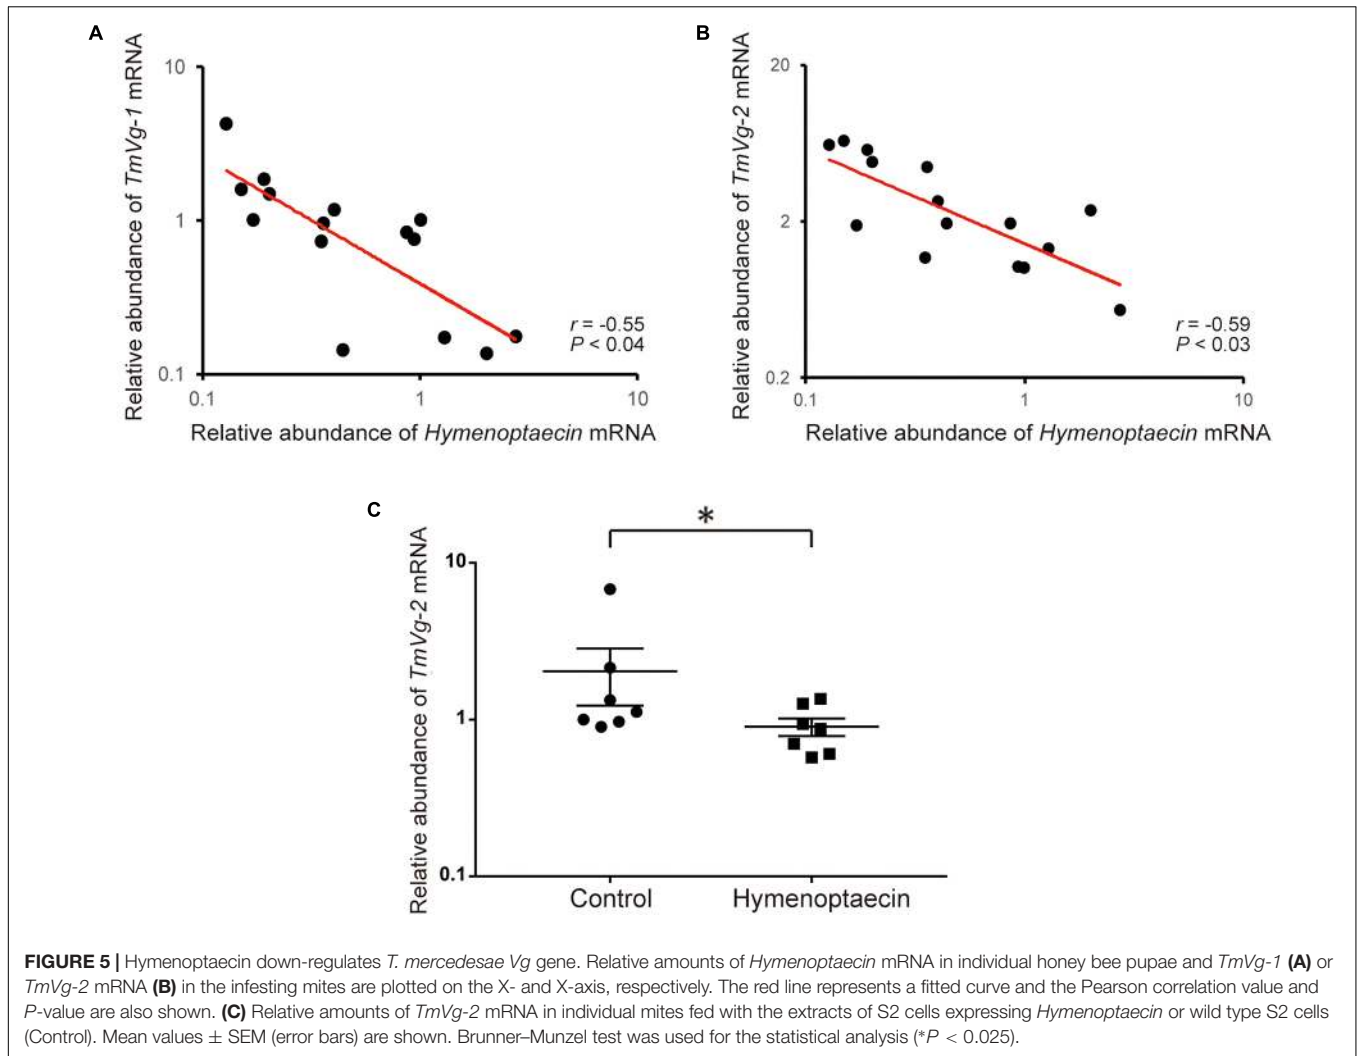 A
Relative abundance of TmVg-1 mRNA
10
1
0.1
0.1 1 10
r = -0.55
P < 0.04
Relative abundance of Hymenoptaecin mRNA
B
Relative abundance of TmVg-2 mRNA
20
2
0.2
0.1 1 10
r = -0.59
P < 0.03
Relative abundance of Hymenoptaecin mRNA
C
Relative abundance of TmVg-2 mRNA
10
1
0.1
*
Control Hymenoptaecin
FIGURE 5 | Hymenoptaecin down-regulates T. mercedesae Vg gene. Relative amounts of Hymenoptaecin mRNA in individual honey bee pupae and TmVg-1 (A) or
TmVg-2 mRNA (B) in the infesting mites are plotted on the X- and X-axis, respectively. The red line represents a fitted curve and the Pearson correlation value and
P-value are also shown. (C) Relative amounts of TmVg-2 mRNA in individual mites fed with the extracts of S2 cells expressing Hymenoptaecin or wild type S2 cells
(Control). Mean values ± SEM (error bars) are shown. Brunner–Munzel test was used for the statistical analysis (*P < 0.025).